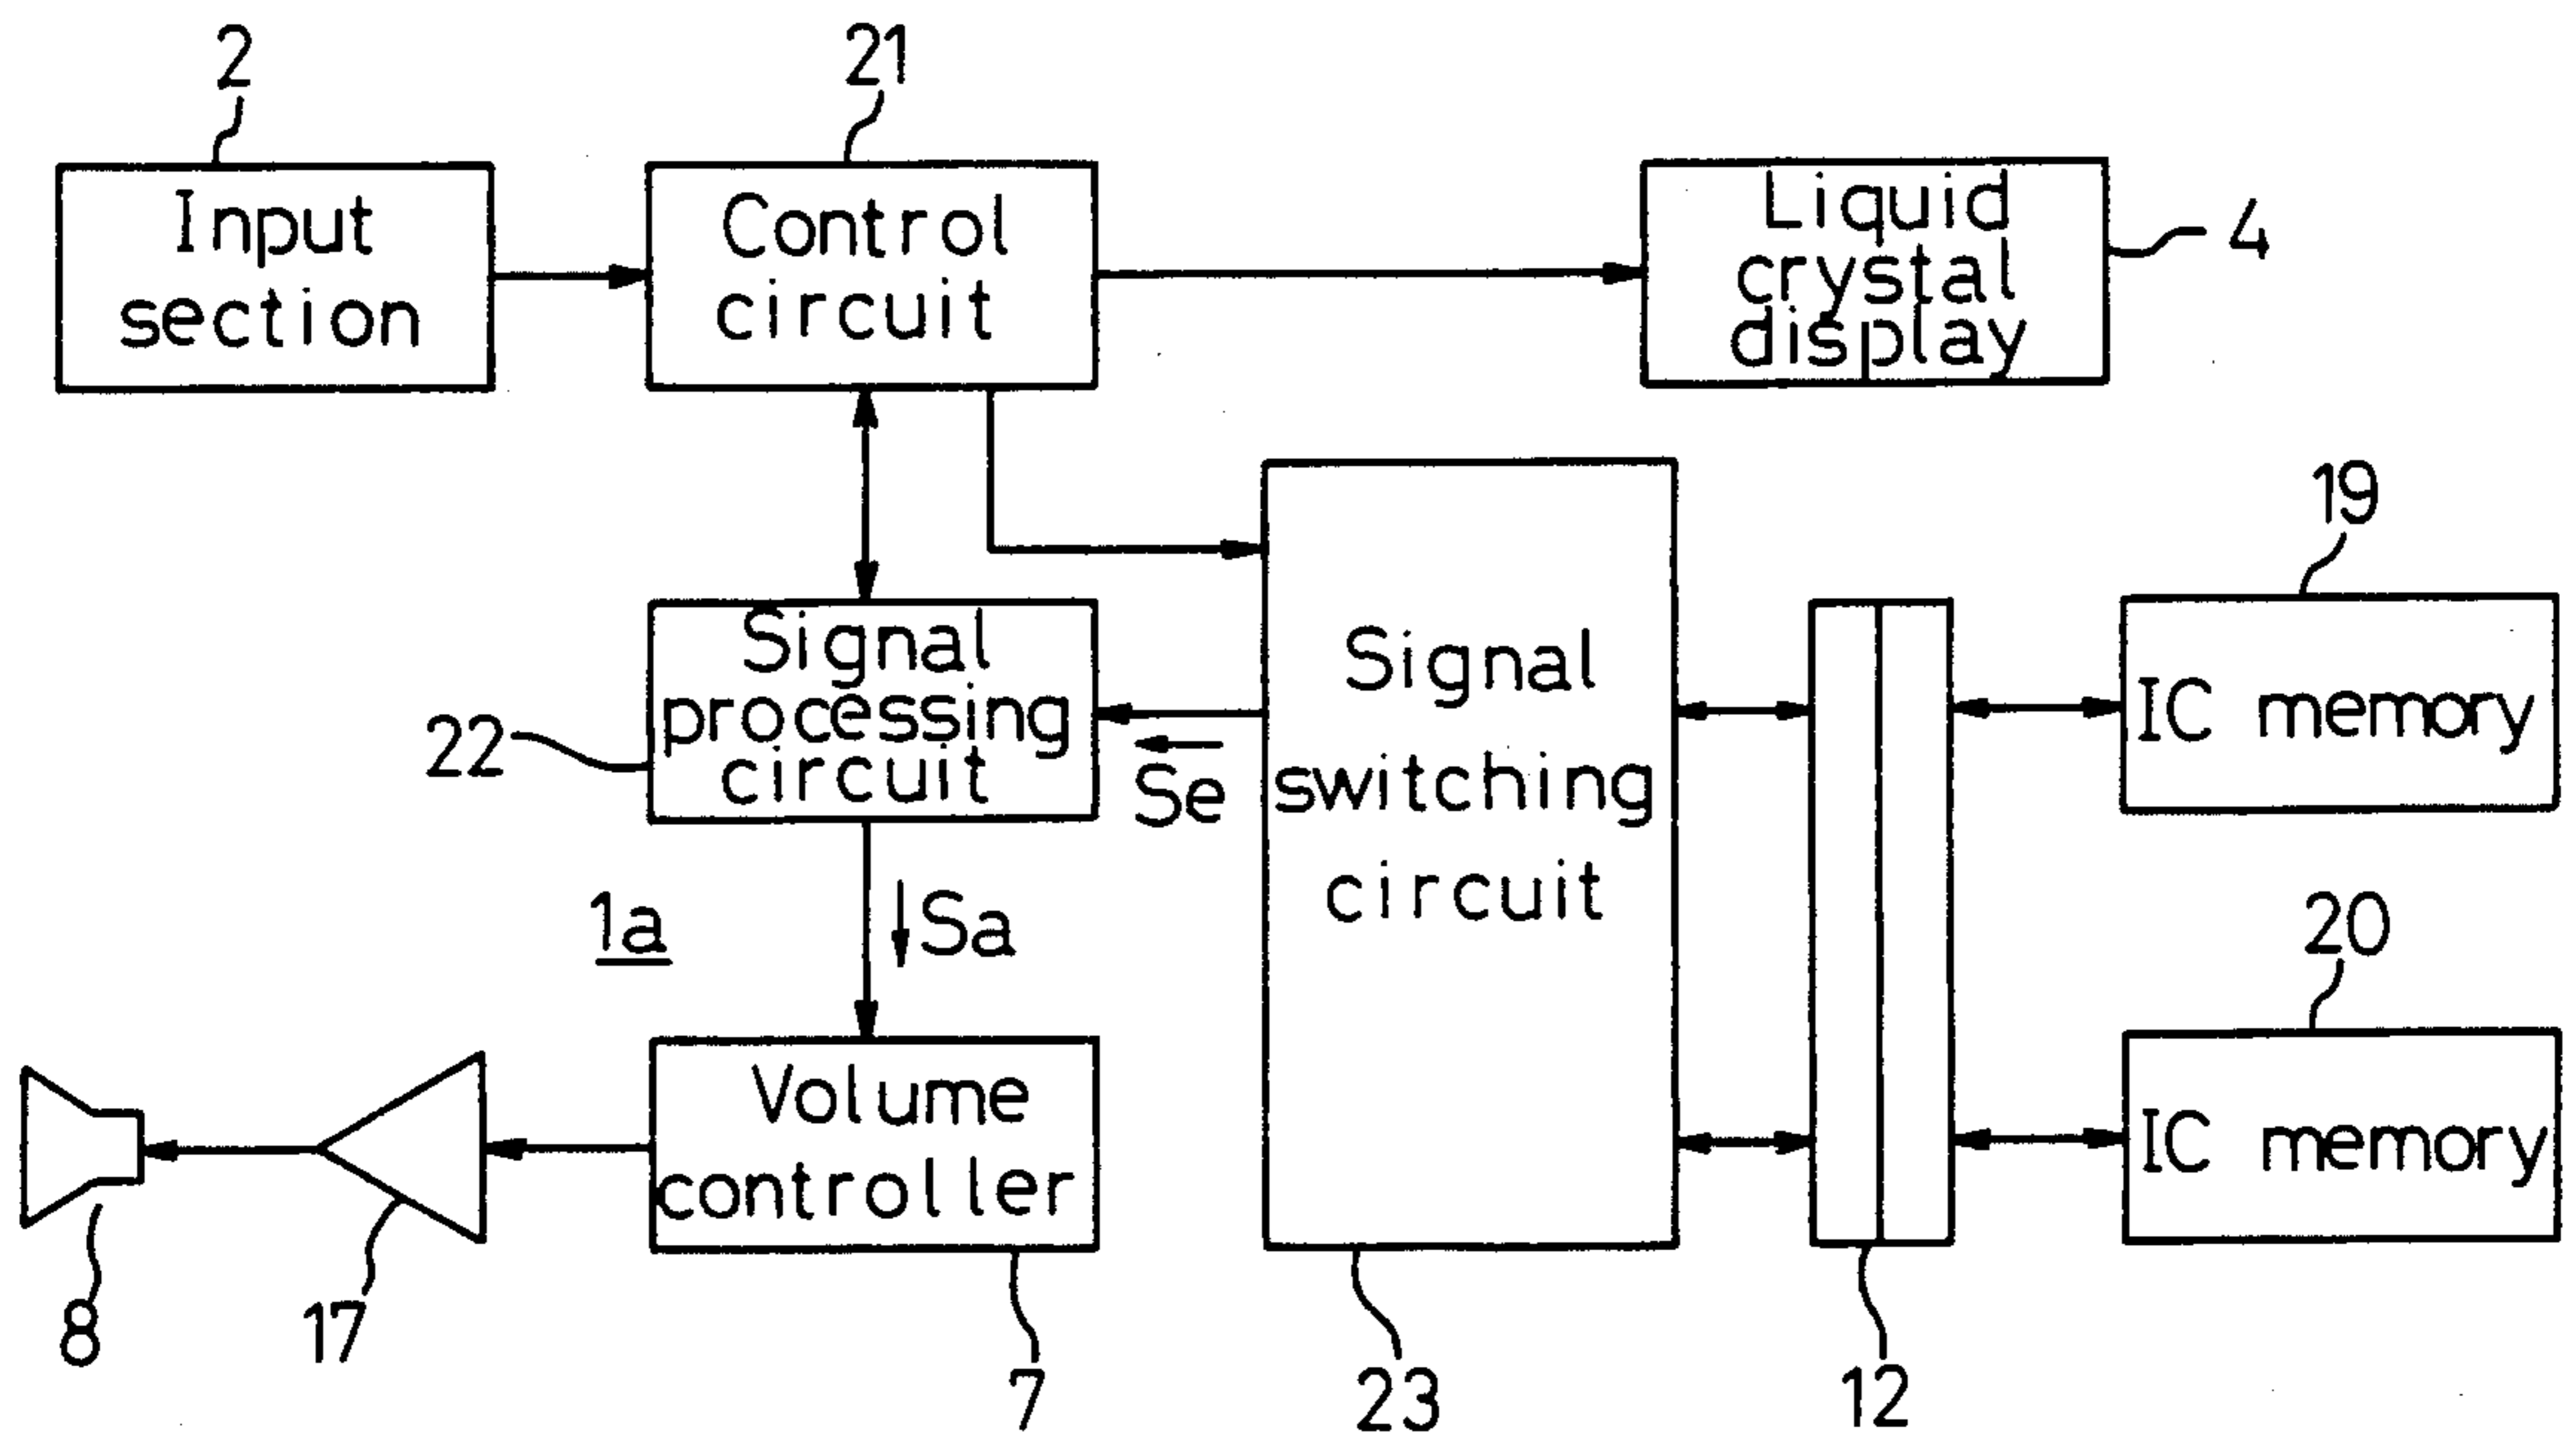 2
21
Input
section
Control
circuit
Liquid
crystal
display
4
19
Signal
processing
circuit
22
Se
Signal
switching
circuit
IC memory
1a
Sa
20
Volume
controller
IC memory
8
17
7
23
12